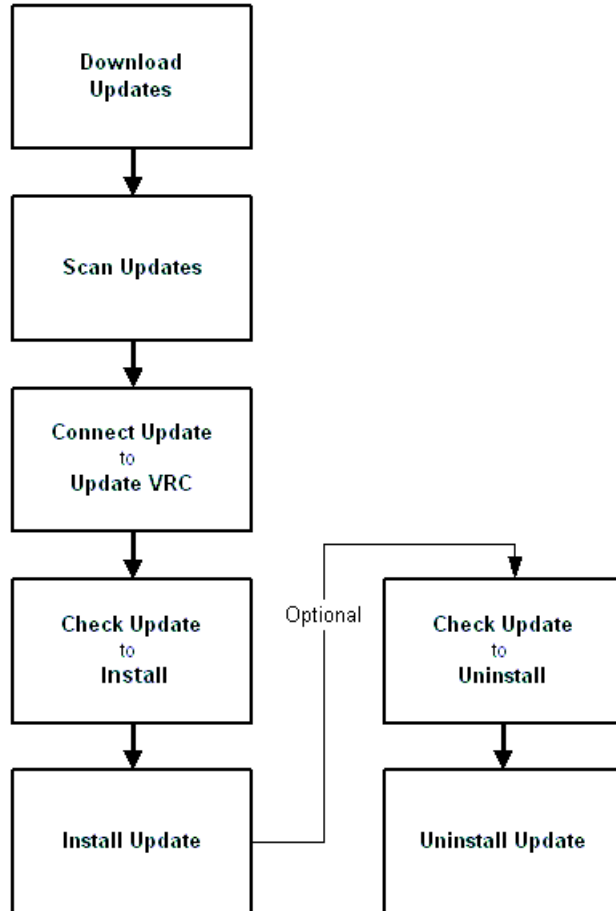 Download
Updates
Scan Updates
Connect Update
to
Update VRC
Check Update
to
Install
Install Update
Optional
Check Update
to
Uninstall
Uninstall Update